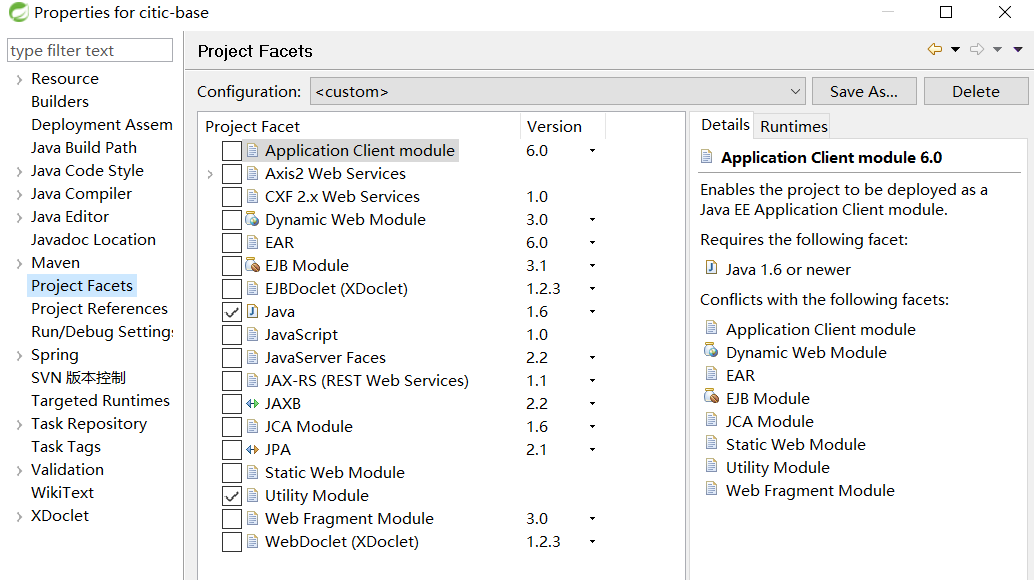 Properties for citic-base
type filter text
Resource
Builders
Deployment Assem
Java Build Path
Java Code Style
Java Compiler
Java Editor
Javadoc Location
Maven
Project Facets
Project References
Run/Debug Settings
Spring
SVN 版本控制
Targeted Runtimes
Task Repository
Task Tags
Validation
WikiText
XDoclet
Project Facets
Configuration: <custom> Save As... Delete
Project Facet Version
Application Client module 6.0
Axis2 Web Services
CXF 2.x Web Services 1.0
Dynamic Web Module 3.0
EAR 6.0
EJB Module 3.1
EJBDoclet (XDoclet) 1.2.3
Java 1.6
JavaScript 1.0
JavaServer Faces 2.2
JAX-RS (REST Web Services) 1.1
JAXB 2.2
JCA Module 1.6
JPA 2.1
Static Web Module
Utility Module
Web Fragment Module 3.0
WebDoclet (XDoclet) 1.2.3
Details Runtimes
Application Client module 6.0
Enables the project to be deployed as a
Java EE Application Client module.
Requires the following facet:
Java 1.6 or newer
Conflicts with the following facets:
Application Client module
Dynamic Web Module
EAR
EJB Module
JCA Module
Static Web Module
Utility Module
Web Fragment Module